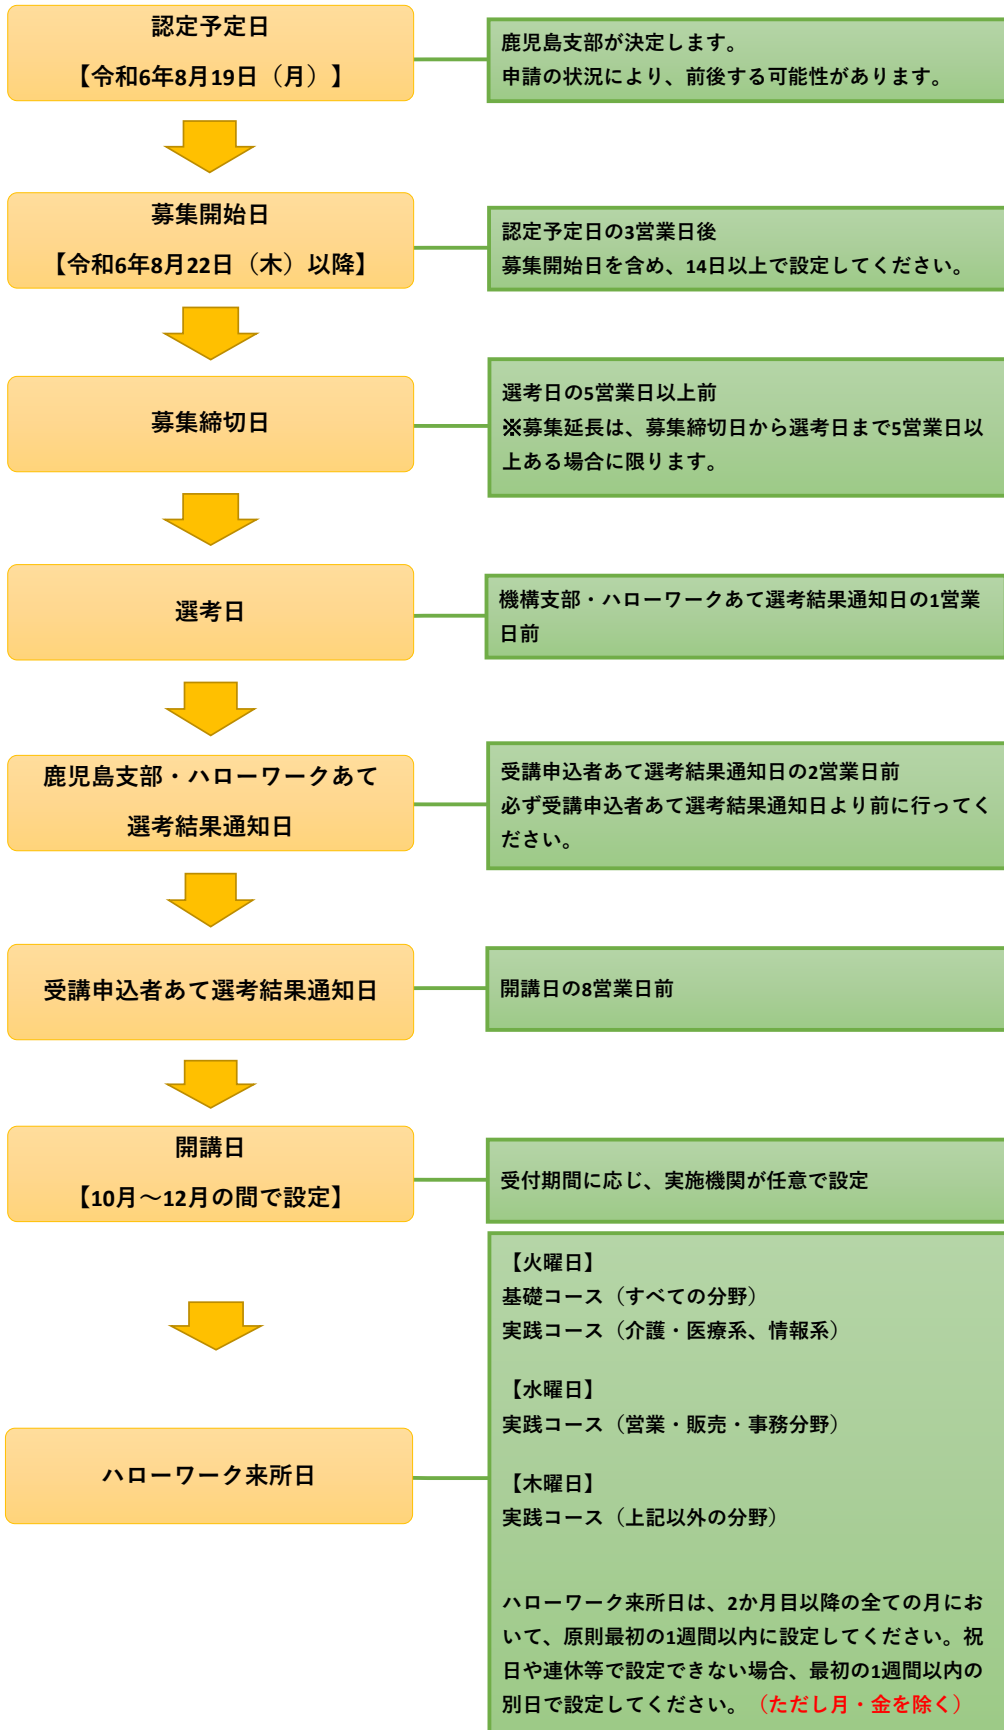 認定予定日
【令和6年8月19日（月）】
鹿児島支部が決定します。
申請の状況により、前後する可能性があります。
募集開始日
【令和6年8月22日（木）以降】
認定予定日の3営業日後
募集開始日を含め、14日以上で設定してください。
募集締切日
選考日の5営業日以上前
※募集延長は、募集締切日から選考日まで5営業日以
上ある場合に限ります。
選考日
機構支部・ハローワークあて選考結果通知日の1営業
日前
鹿児島支部・ハローワークあて
選考結果通知日
受講申込者あて選考結果通知日の2営業日前
必ず受講申込者あて選考結果通知日より前に行ってく
ださい。
受講申込者あて選考結果通知日
開講日の8営業日前
開講日
【10月～12月の間で設定】
受付期間に応じ、実施機関が任意で設定
ハローワーク来所日
【火曜日】
基礎コース（すべての分野）
実践コース（介護・医療系、情報系）
【水曜日】
実践コース（営業・販売・事務分野）
【木曜日】
実践コース（上記以外の分野）
ハローワーク来所日は、2か月目以降の全ての月にお
いて、原則最初の1週間以内に設定してください。祝
日や連休等で設定できない場合、最初の1週間以内の
別日で設定してください。（ただし月・金を除く）